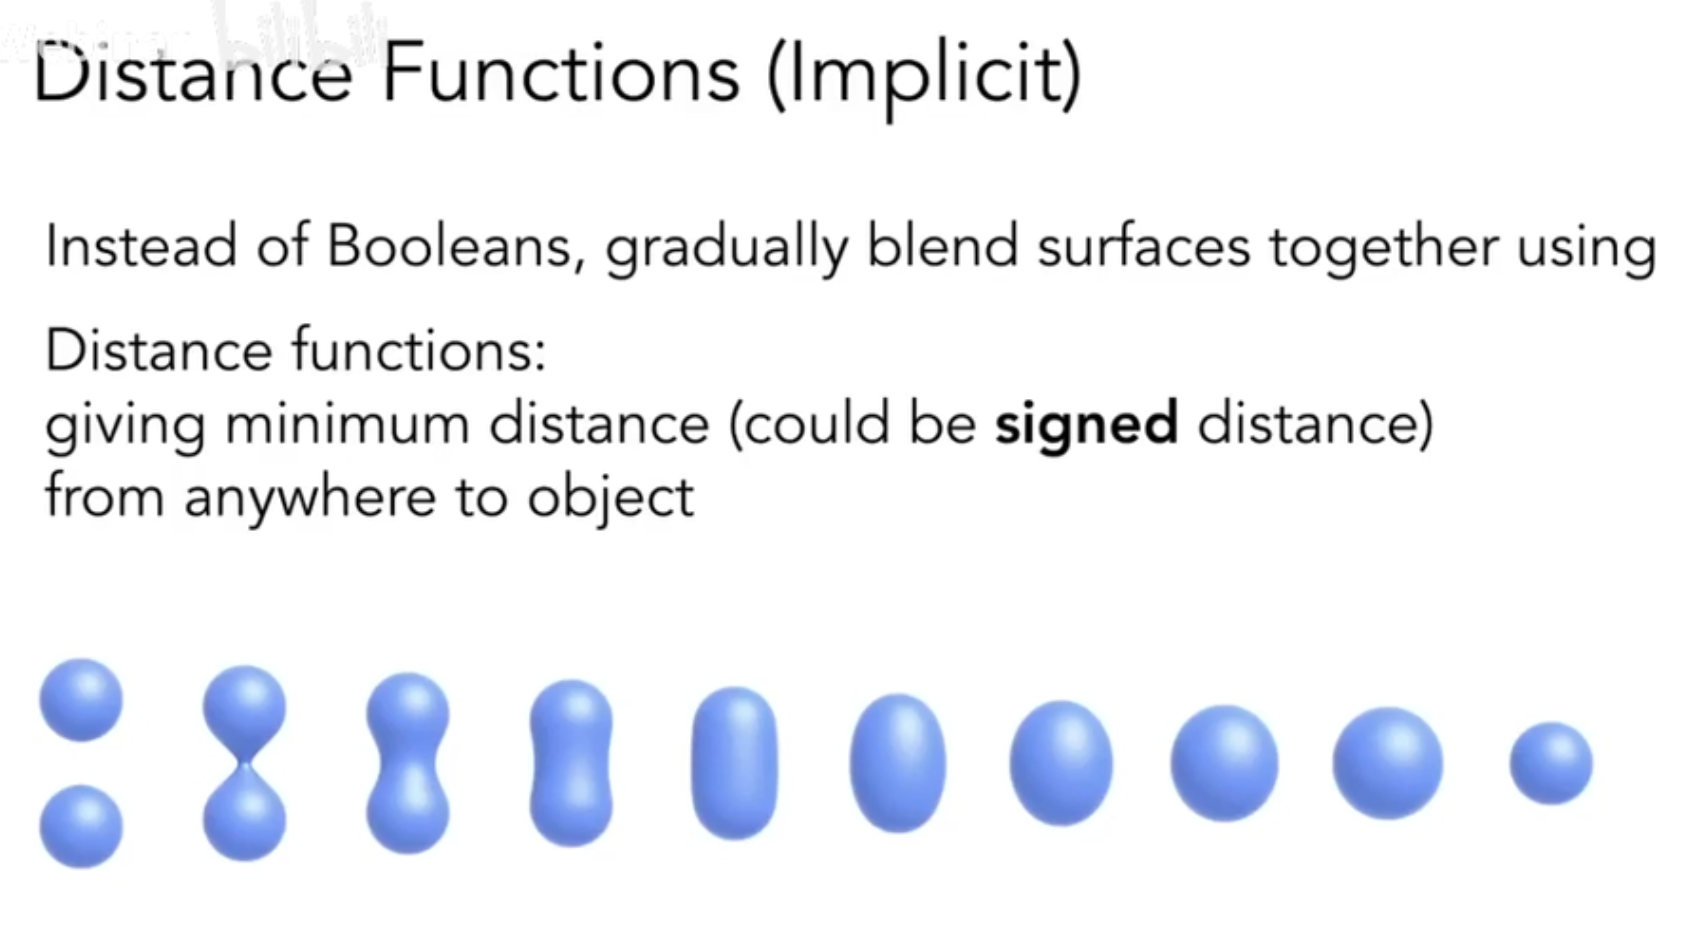 Webinar
Distance Functions (Implicit)
Instead of Booleans, gradually blend surfaces together using
Distance functions:
giving minimum distance (could be signed distance)
from anywhere to object